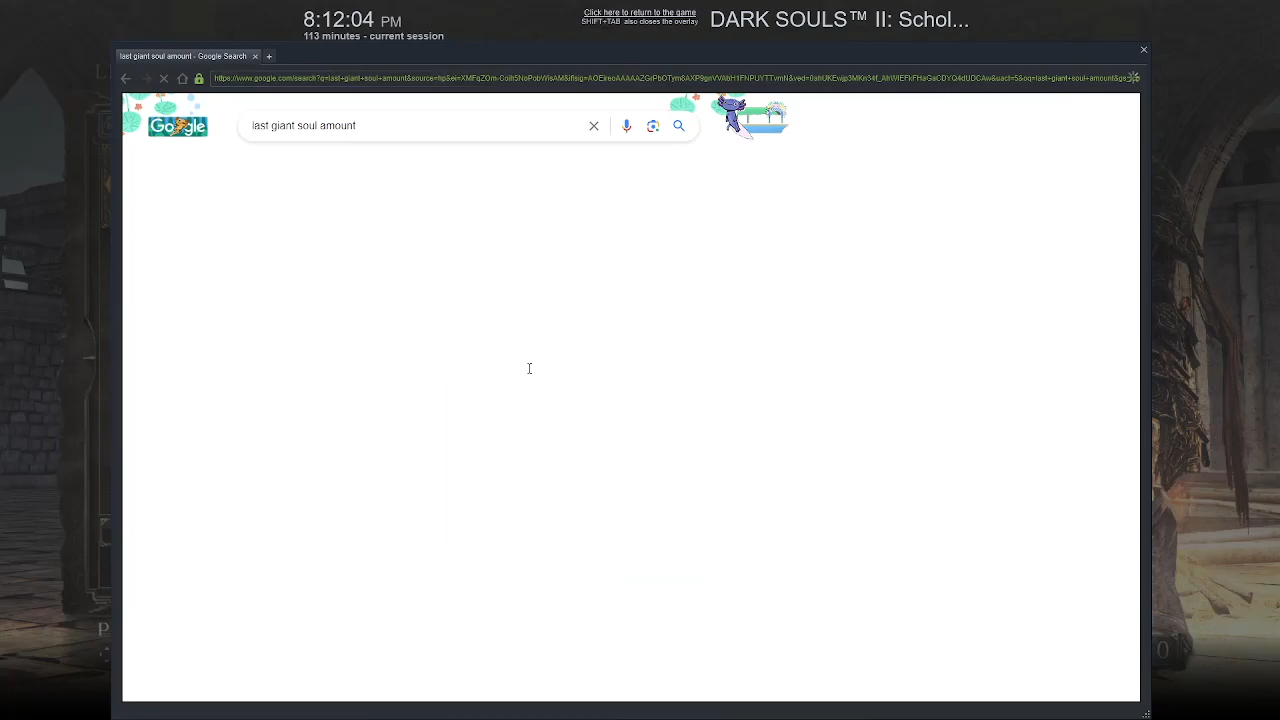 8:12:04 PM
113 minutes - current session
Click here to return to the game
SHIFT+TAB also closes the overlay
DARK SOULS™ II: Schol...
last giant soul amount - Google Search
Google
last giant soul amount
0